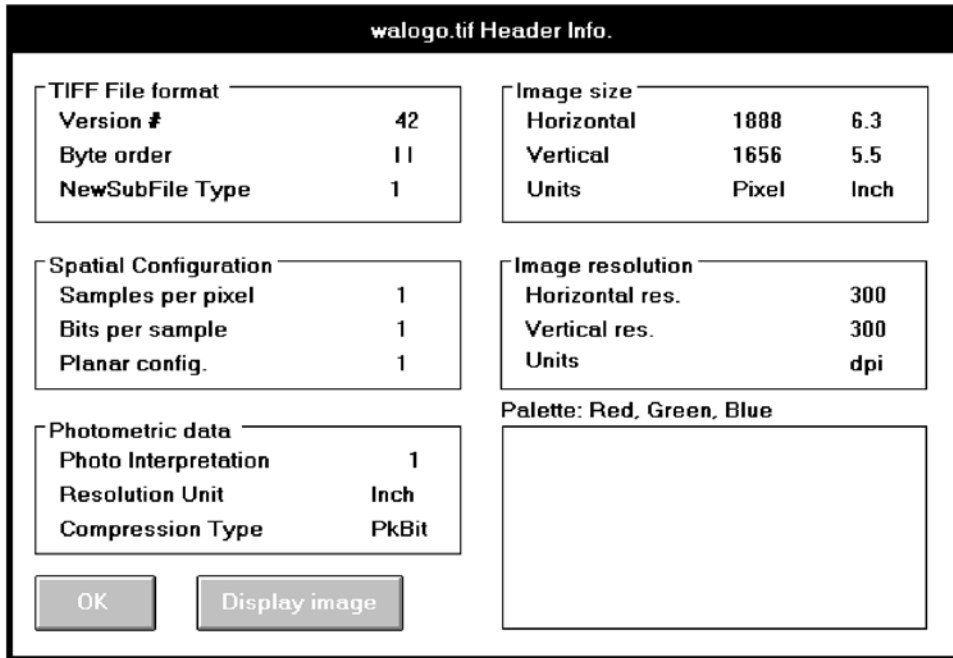 walogo.tif Header Info.
TIFF File format
Version # 42
Byte order I I
NewSubFile Type 1
Image size
Horizontal 1888 6.3
Vertical 1656 5.5
Units Pixel Inch
Spatial Configuration
Samples per pixel 1
Bits per sample 1
Planar config. 1
Image resolution
Horizontal res. 300
Vertical res. 300
Units dpi
Photometric data
Photo Interpretation 1
Resolution Unit Inch
Compression Type PkBit
Palette: Red, Green, Blue
OK Display image